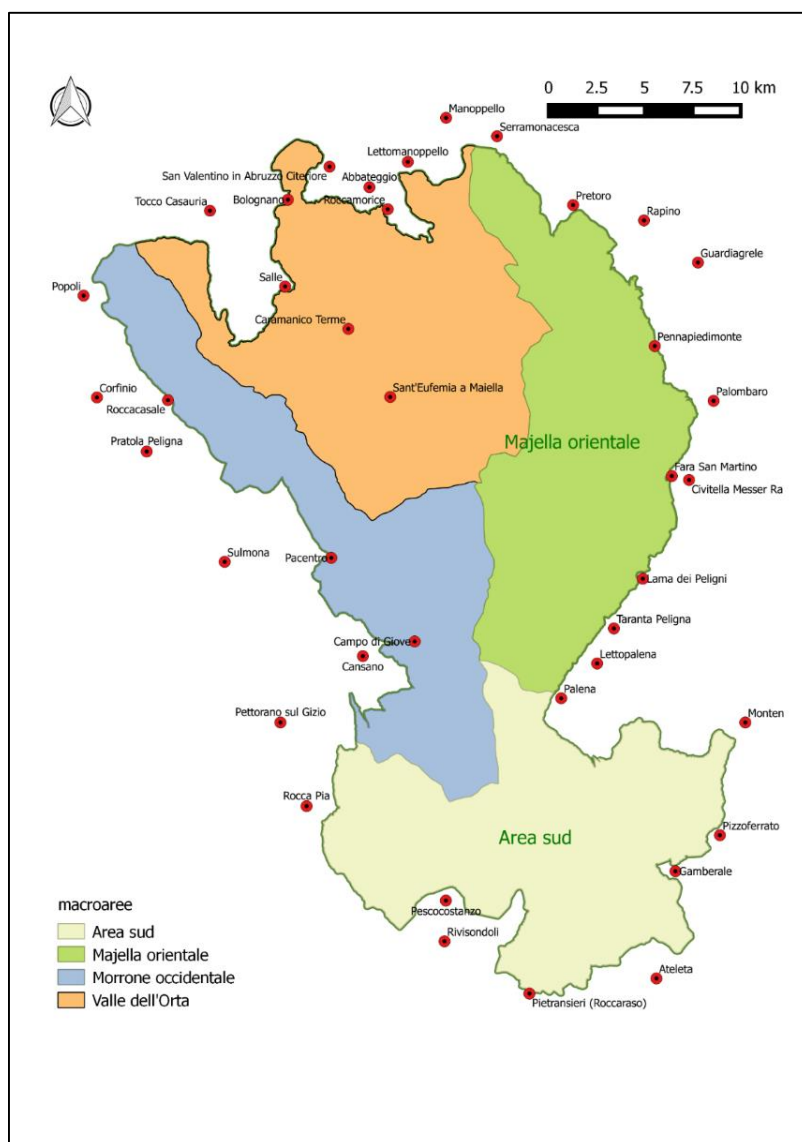 0 2.5 5 7.5 10 km
Manoppello
Serramonacesca
Lettomanoppello
San Valentino in Abruzzo Citeriore
Abbateggio
Tocco Casauria
Bolognano
Roccamorice
Pretoro
Rapino
Guardiagrele
Salle
Popoli
Caramanico Terme
Pennapiedimonte
Corfinio
Roccacasale
Sant'Eufemia a Maiella
Palombaro
Pratola Peligna
Majella orientale
Fara San Martino
Civitella Messer Ra
Sulmona
Pacentro
Lama dei Peligni
Taranta Peligna
Campo di Giove
Cansano
Lettopalena
Palena
Pettorano sul Gizio
Monten
Rocca Pia
Pizzoferrato
Area sud
Gamberale
Pescocostanzo
Rivisondoli
Ateleta
Pietransieri (Roccaraso)
macroaree
Area sud
Majella orientale
Morrone occidentale
Valle dell'Orta